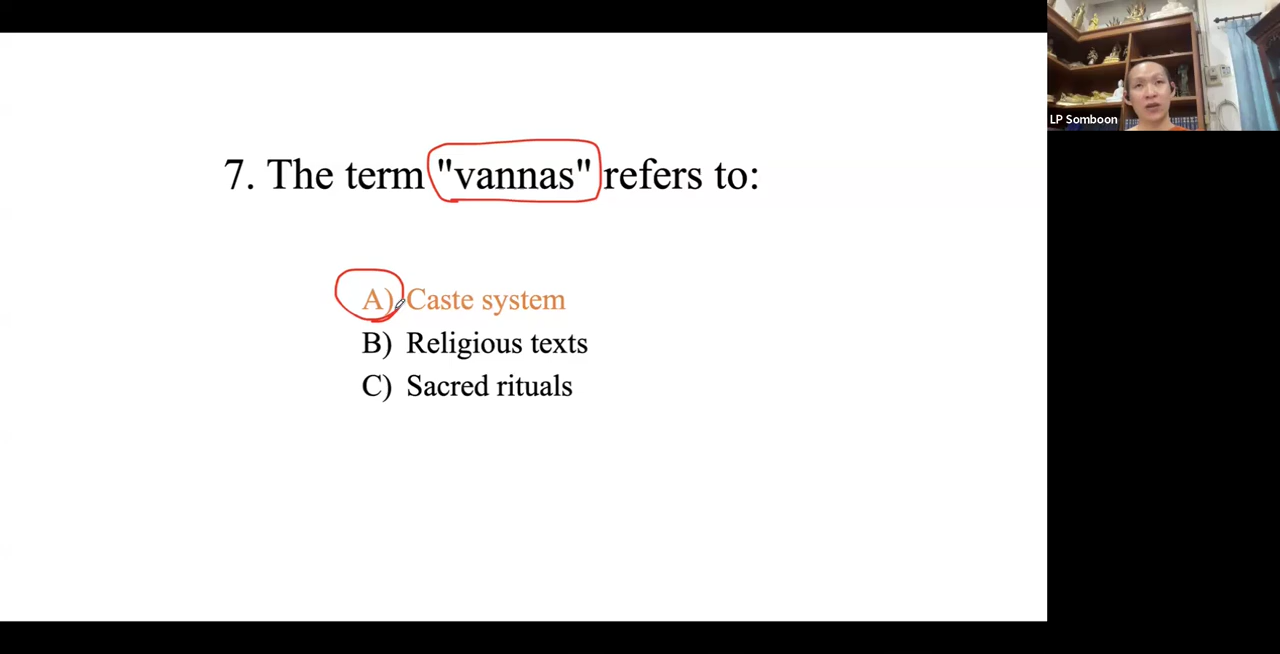 7. The term "vannas" refers to:
A) Caste system
B) Religious texts
C) Sacred rituals
LP Somboon